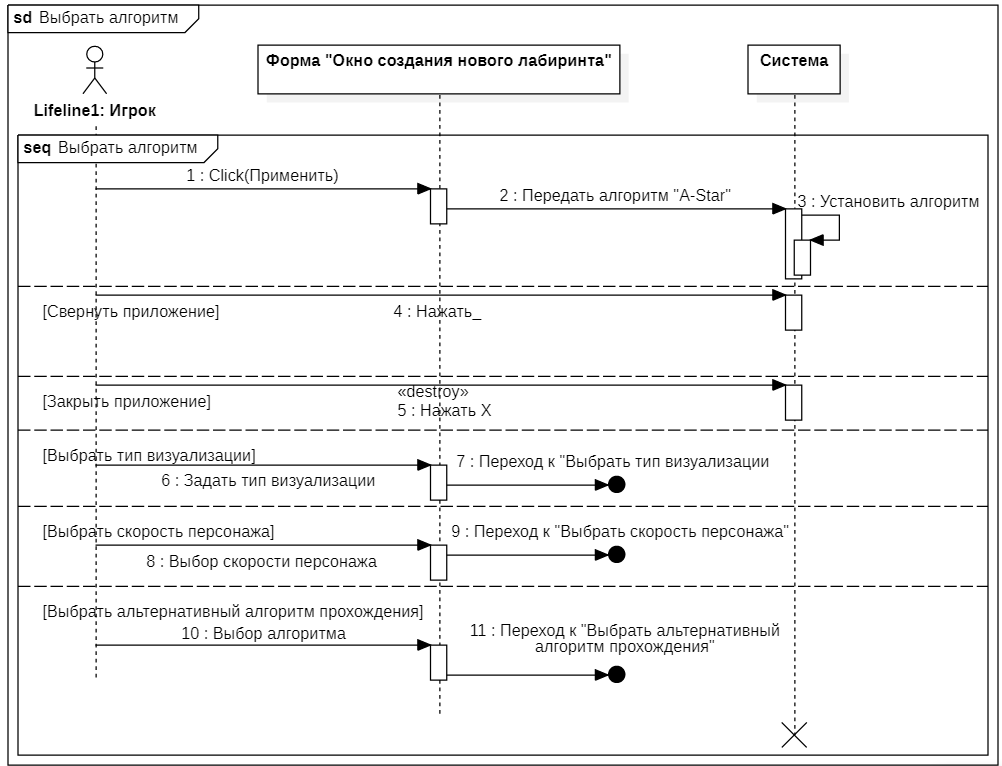 sd Выбрать алгоритм
Форма "Окно создания нового лабиринта"
Система
Lifeline1: Игрок
seq Выбрать алгоритм
1 : Click(Применить)
2 : Передать алгоритм "A-Star"
3 : Установить алгоритм
[Свернуть приложение]
4 : Нажать_
[Закрыть приложение]
«destroy»
5 : Нажать X
[Выбрать тип визуализации]
6 : Задать тип визуализации
7 : Переход к "Выбрать тип визуализации
[Выбрать скорость персонажа]
8 : Выбор скорости персонажа
9 : Переход к "Выбрать скорость персонажа"
[Выбрать альтернативный алгоритм прохождения]
10 : Выбор алгоритма
11 : Переход к "Выбрать альтернативный
алгоритм прохождения"